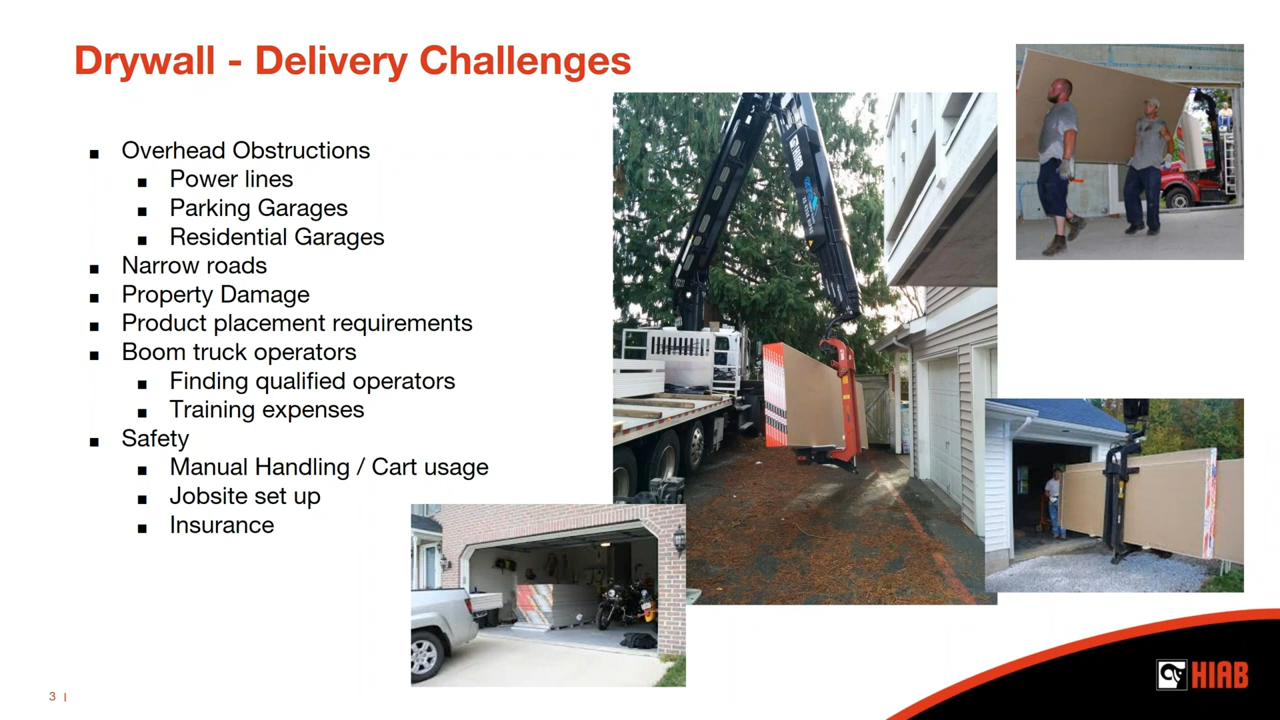 Drywall - Delivery Challenges
Overhead Obstructions
Power lines
Parking Garages
Residential Garages
Narrow roads
Property Damage
Product placement requirements
Boom truck operators
Finding qualified operators
Training expenses
Safety
Manual Handling / Cart usage
Jobsite set up
Insurance
HIAB
3 |
HIAB